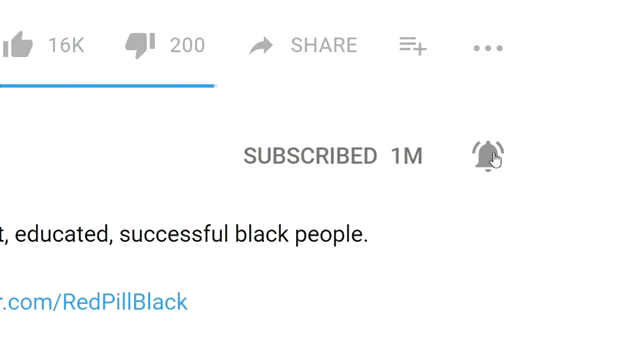 16K 200 SHARE
SUBSCRIBED 1M
t, educated, successful black people.
r.com/RedPillBlack